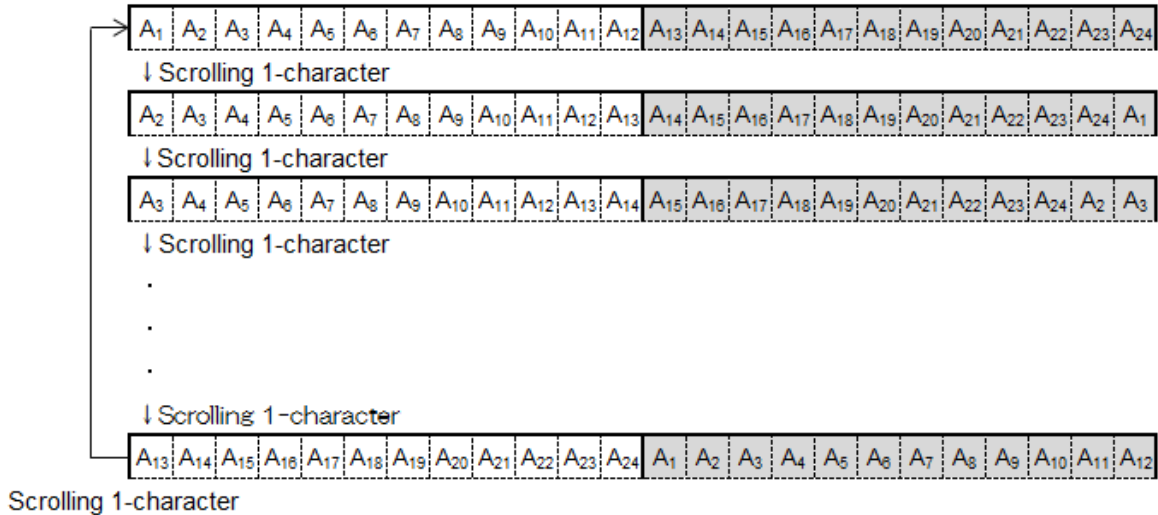 A1 A2 A3 A4 A5 A6 A7 A8 A9 A10 A11 A12 A13 A14 A15 A16 A17 A18 A19 A20 A21 A22 A23 A24
↓Scrolling 1-character
A2 A3 A4 A5 A6 A7 A8 A9 A10 A11 A12 A13 A14 A15 A16 A17 A18 A19 A20 A21 A22 A23 A24 A1
↓Scrolling 1-character
A3 A4 A5 A6 A7 A8 A9 A10 A11 A12 A13 A14 A15 A16 A17 A18 A19 A20 A21 A22 A23 A24 A2 A3
↓Scrolling 1-character
.
.
.
↓Scrolling 1-character
A13 A14 A15 A16 A17 A18 A19 A20 A21 A22 A23 A24 A1 A2 A3 A4 A5 A6 A7 A8 A9 A10 A11 A12
Scrolling 1-character